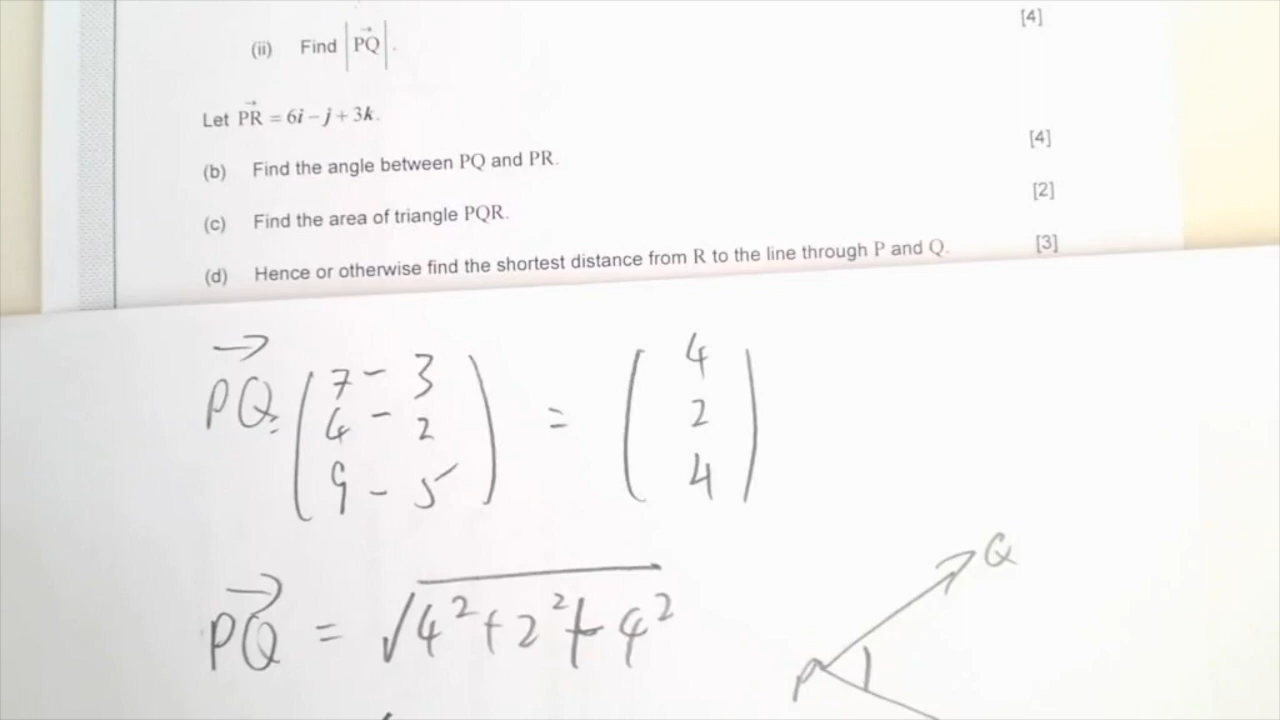 [4]
(ii) Find |PQ⃗|.
Let PR⃗ = 6i – j + 3k.
(b) Find the angle between PQ and PR. [4]
(c) Find the area of triangle PQR. [2]
(d) Hence or otherwise find the shortest distance from R to the line through P and Q. [3]
PQ⃗ = (7 - 3 = (4
4 - 2 2
9 - 5) 4)
PQ⃗ = √4² + 2² + 4²
Q
P